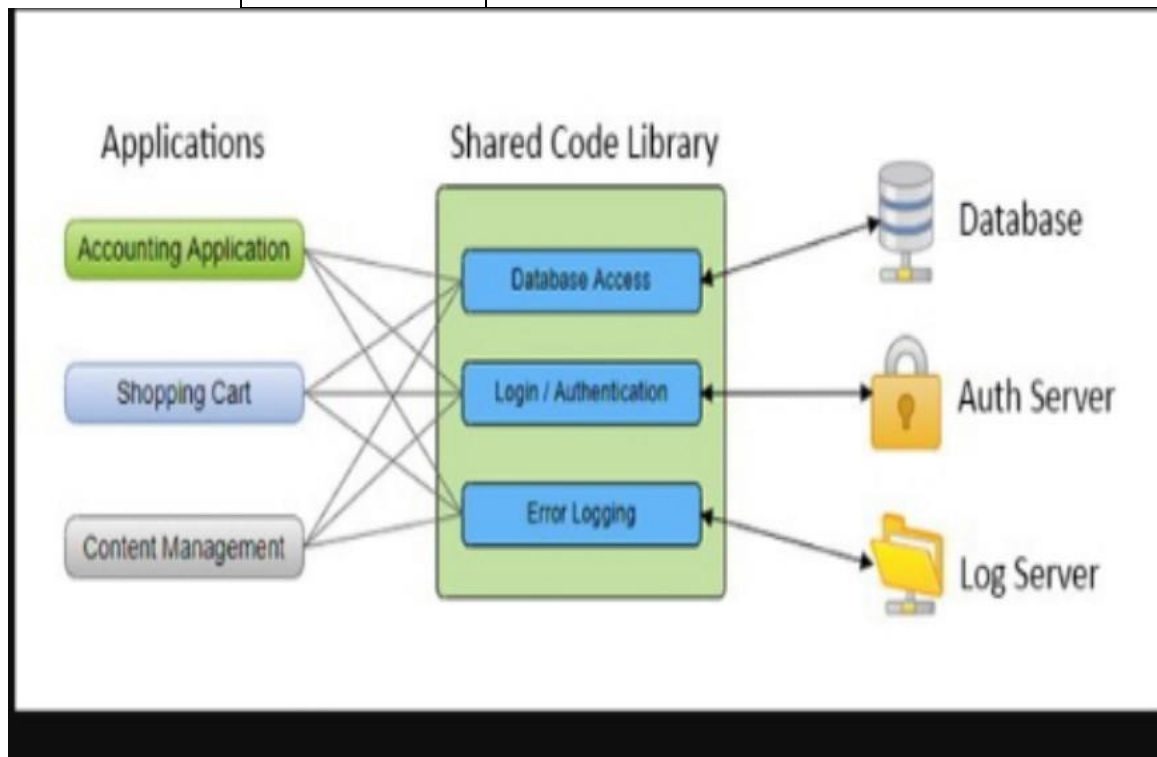 Applications
Shared Code Library
Accounting Application
Shopping Cart
Content Management
Database Access
Login / Authentication
Error Logging
Database
Auth Server
Log Server